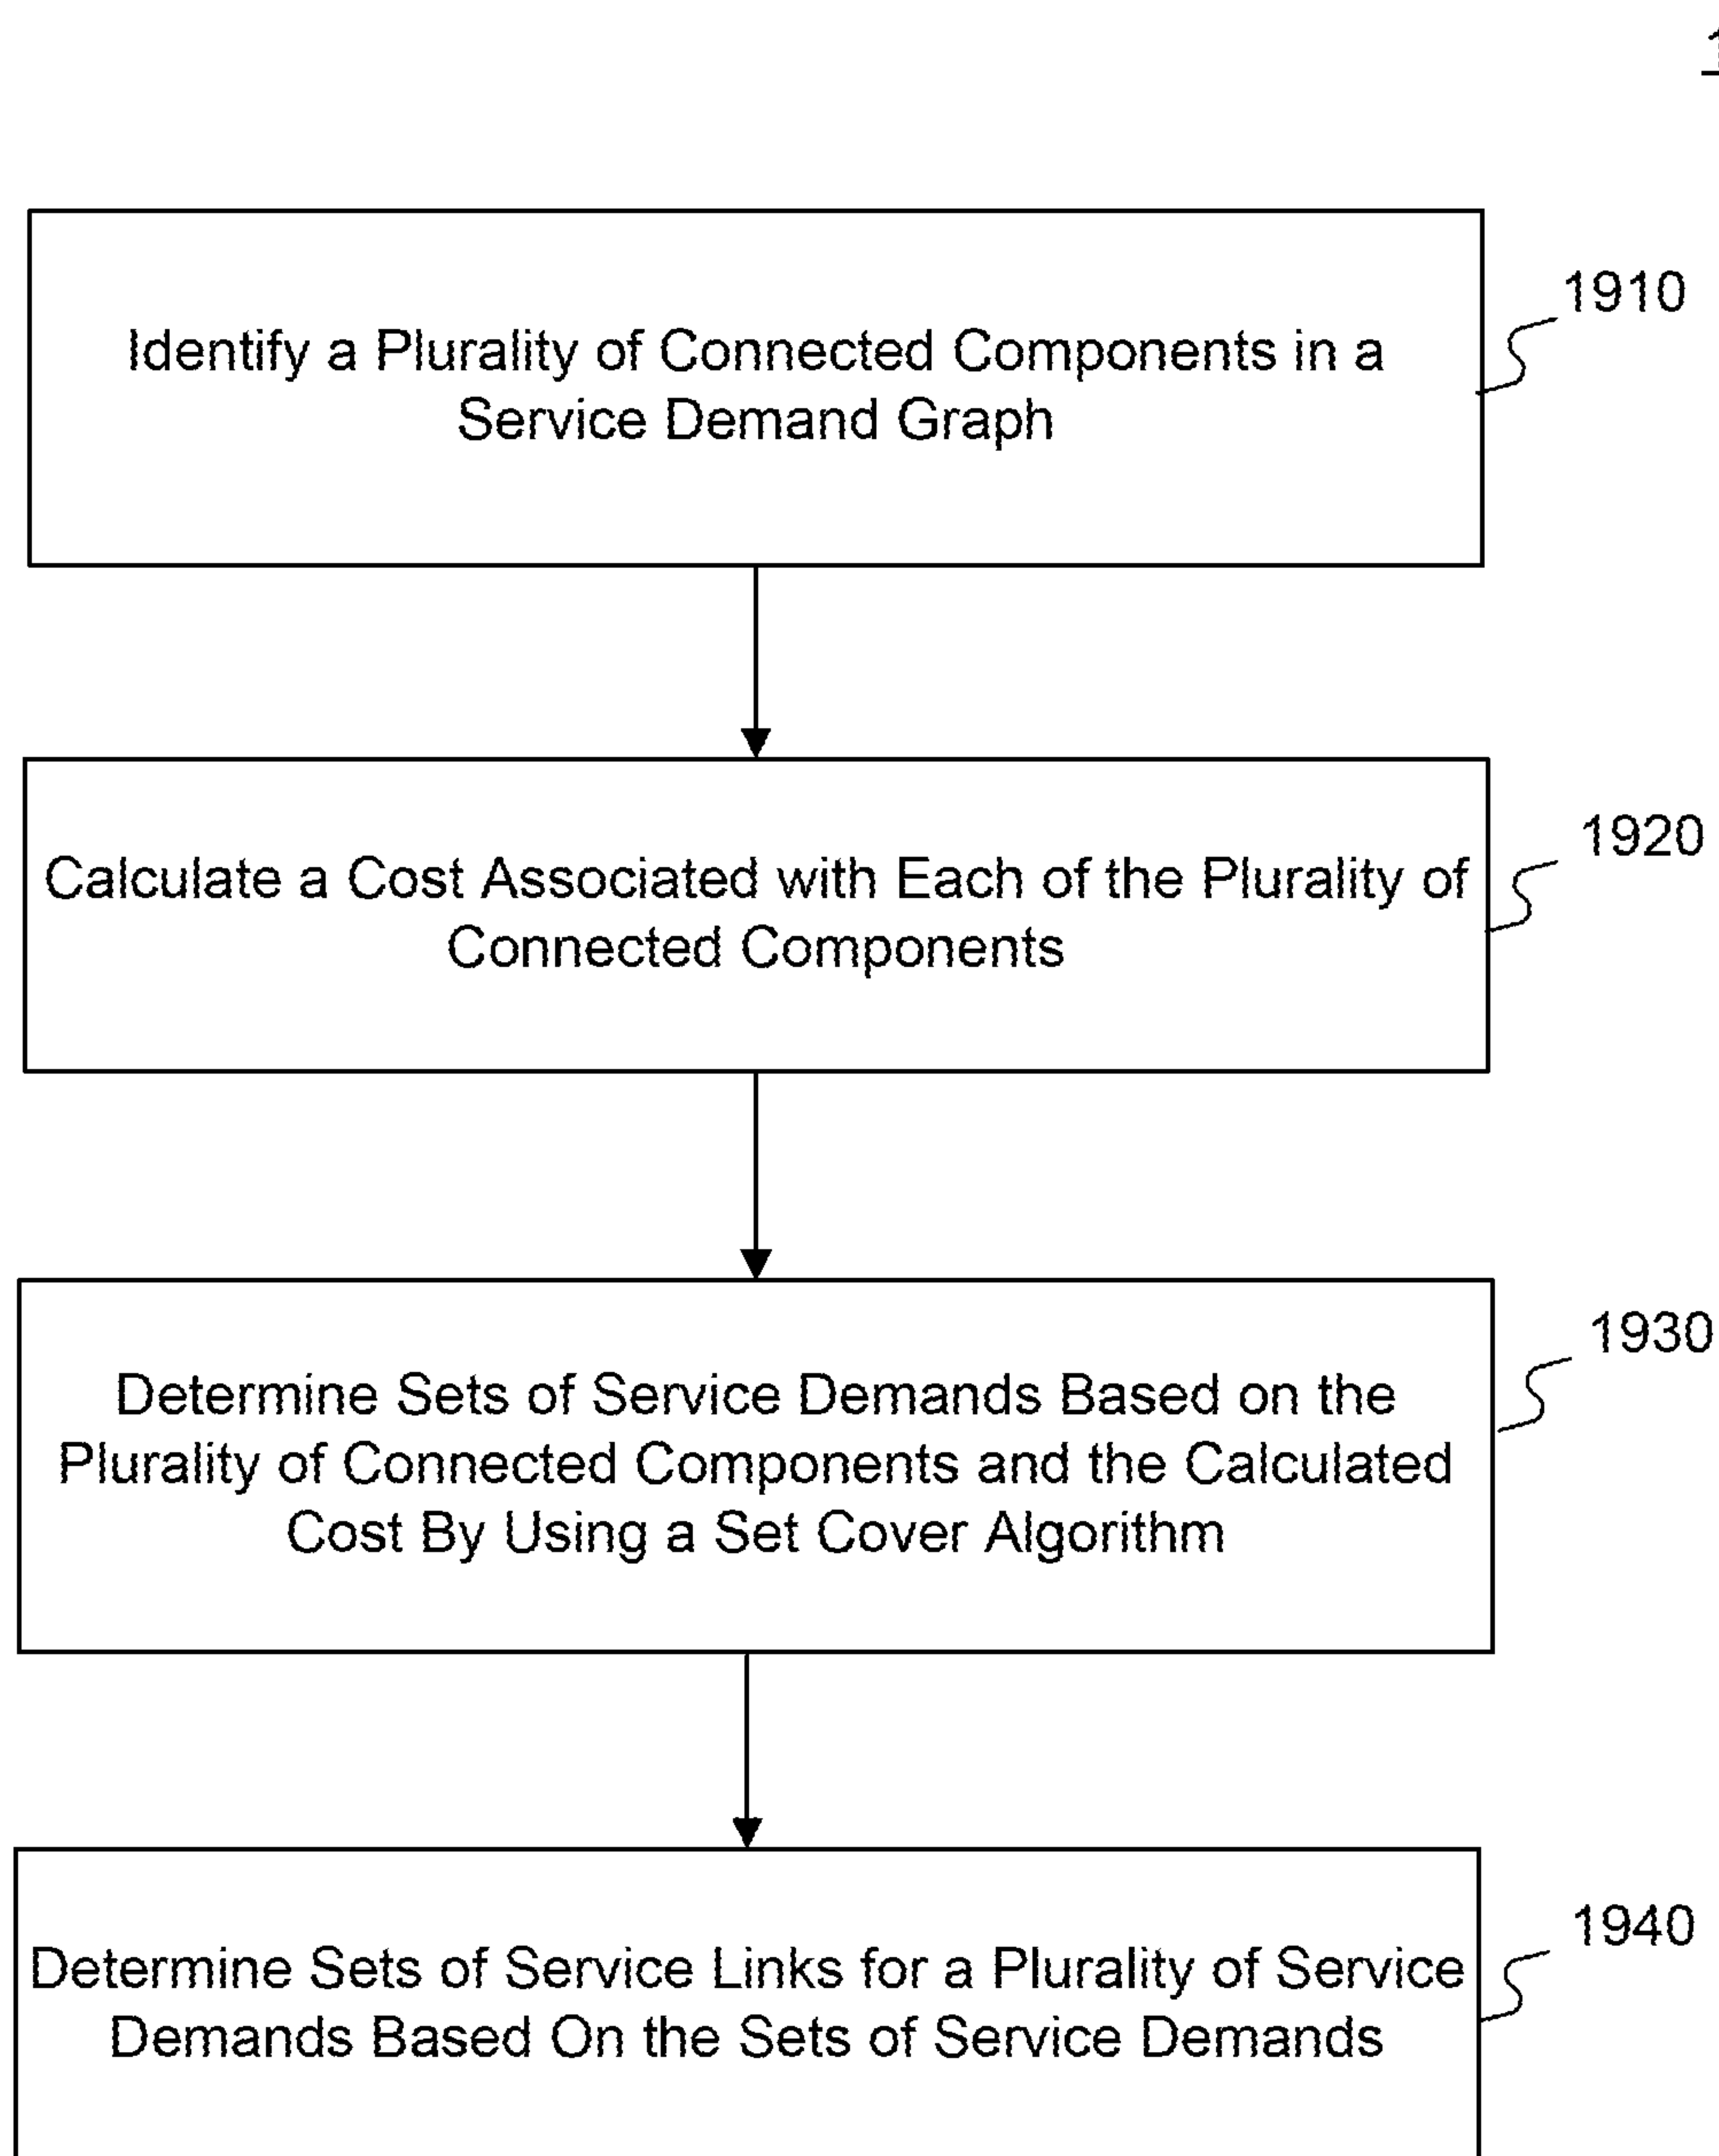 1910
Identify a Plurality of Connected Components in a
Service Demand Graph
1920
Calculate a Cost Associated with Each of the Plurality of
Connected Components
1930
Determine Sets of Service Demands Based on the
Plurality of Connected Components and the Calculated
Cost By Using a Set Cover Algorithm
1940
Determine Sets of Service Links for a Plurality of Service
Demands Based On the Sets of Service Demands